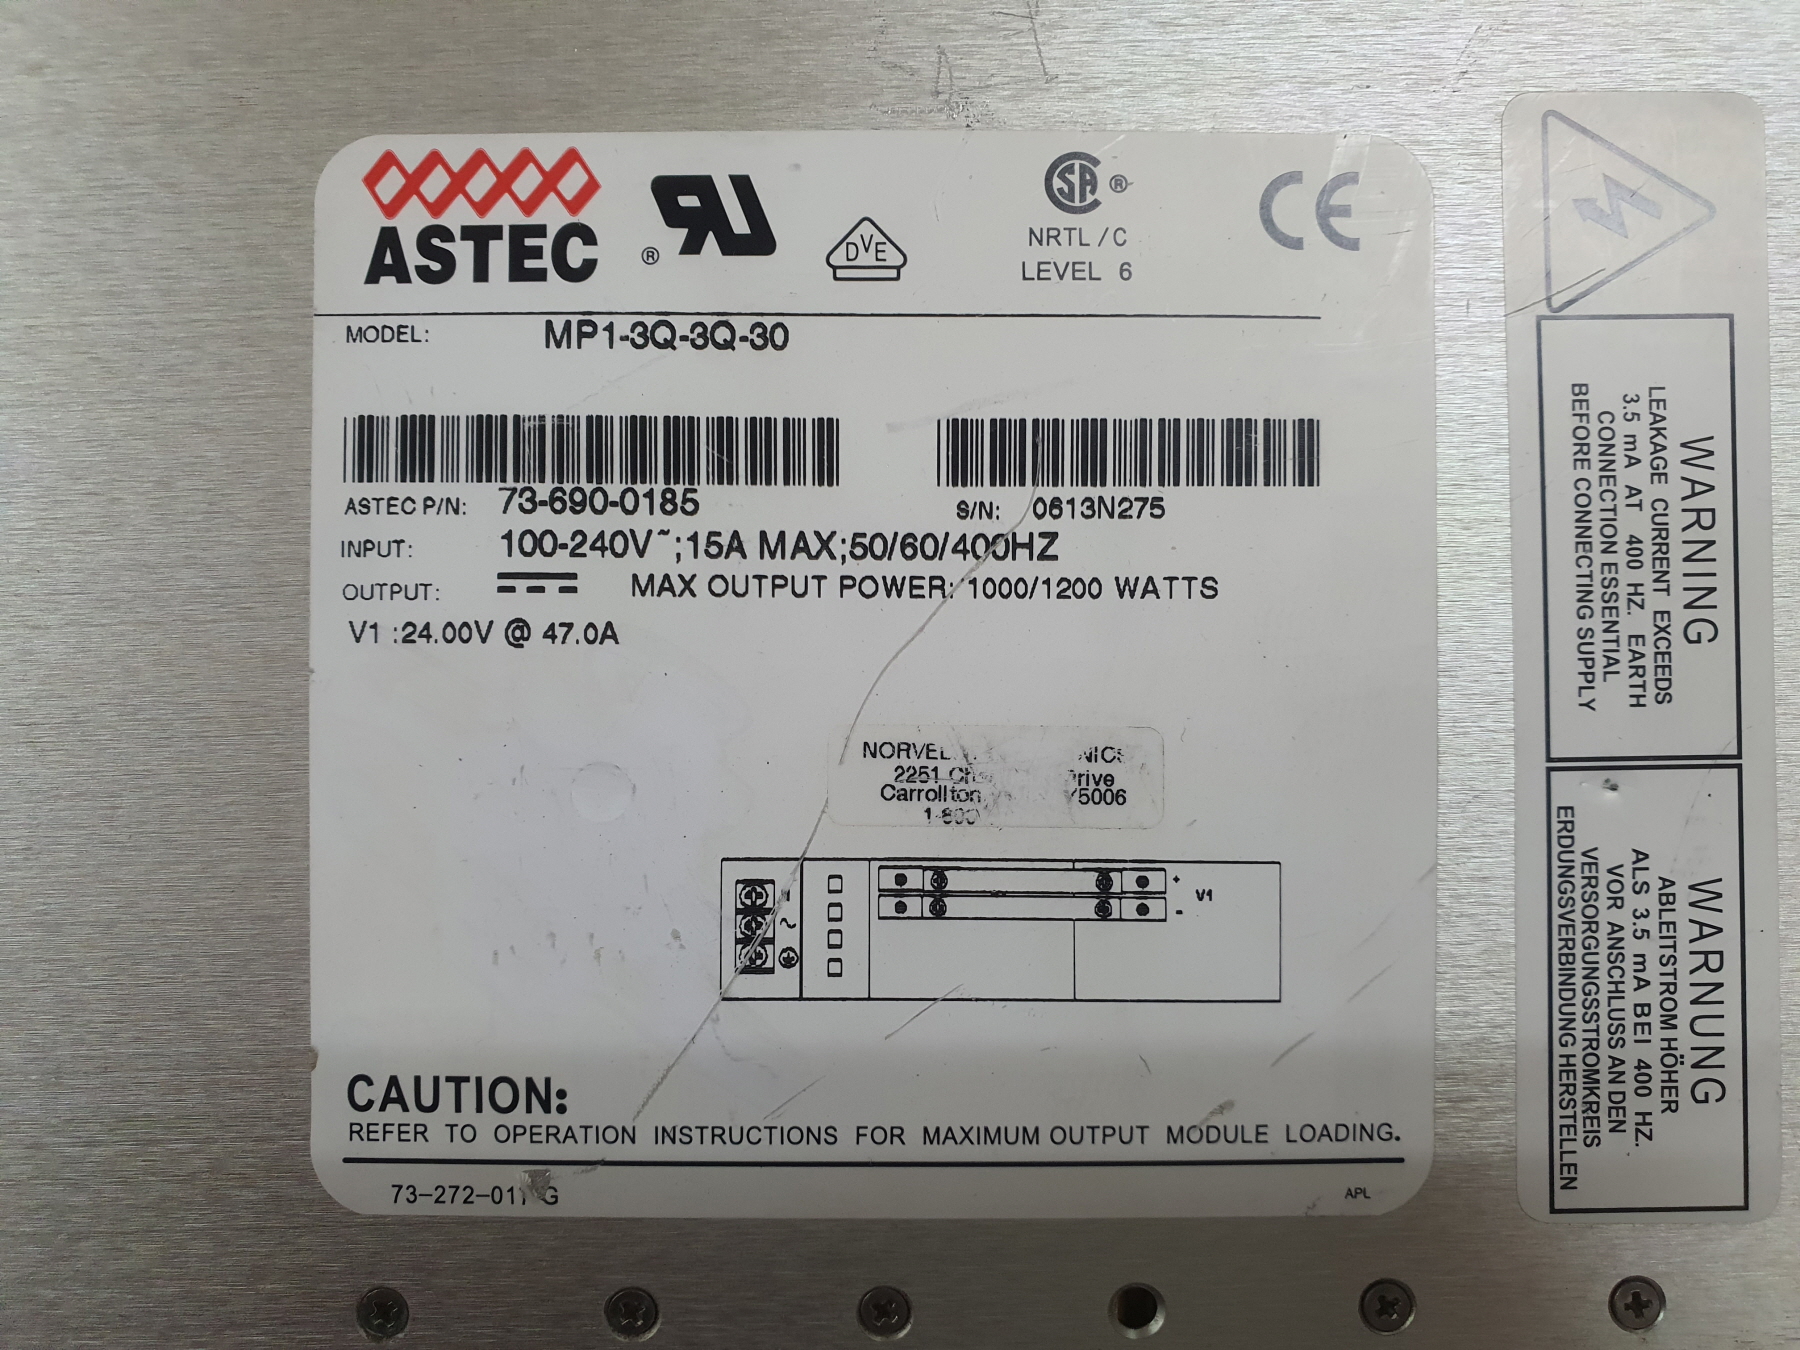 ASTEC
®
DVE
SA ®
NRTL / C
LEVEL 6
CE
MODEL: MP1-3Q-3Q-30
ASTEC P/N: 73-690-0185
S/N: 0613N275
INPUT: 100-240V~;15A MAX;50/60/400HZ
OUTPUT: MAX OUTPUT POWER: 1000/1200 WATTS
V1 :24.00V @ 47.0A
2251
Carrollton
+
V1
-
~
CAUTION:
REFER TO OPERATION INSTRUCTIONS FOR MAXIMUM OUTPUT MODULE LOADING.
APL
WARNING
LEAKAGE CURRENT EXCEEDS
3.5 mA AT 400 HZ. EARTH
CONNECTION ESSENTIAL
BEFORE CONNECTING SUPPLY
WARNUNG
ABLEITSTROM HÖHER
ALS 3.5 mA BEI 400 HZ.
VOR ANSCHLUSS AN DEN
VERSORGUNGSSTROMKREIS
ERDUNGSVERBINDUNG HERSTELLEN